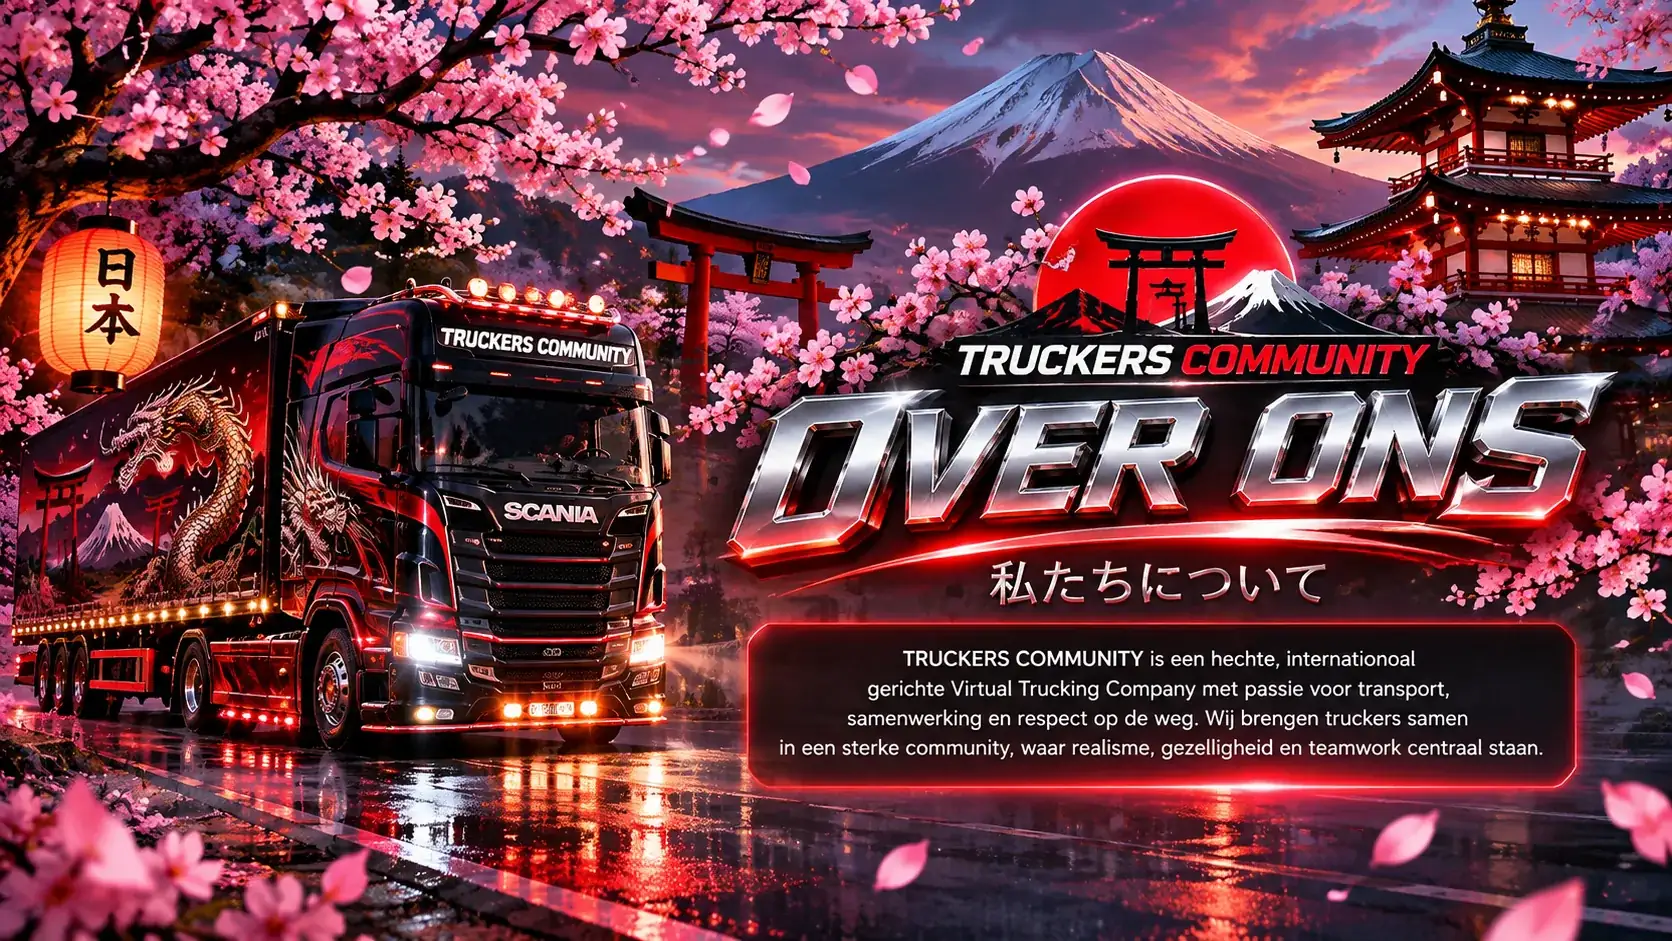 日本
TRUCKERS COMMUNITY
SCANIA
TRUCKERS COMMUNITY
OVER ONS
私たちについて
TRUCKERS COMMUNITY is een hechte, internationoal
gerichte Virtual Trucking Company met passie voor transport,
samenwerking en respect op de weg. Wij brengen truckers samen
in een sterke community, waar realisme, gezelligheid en teamwork centraal staan.